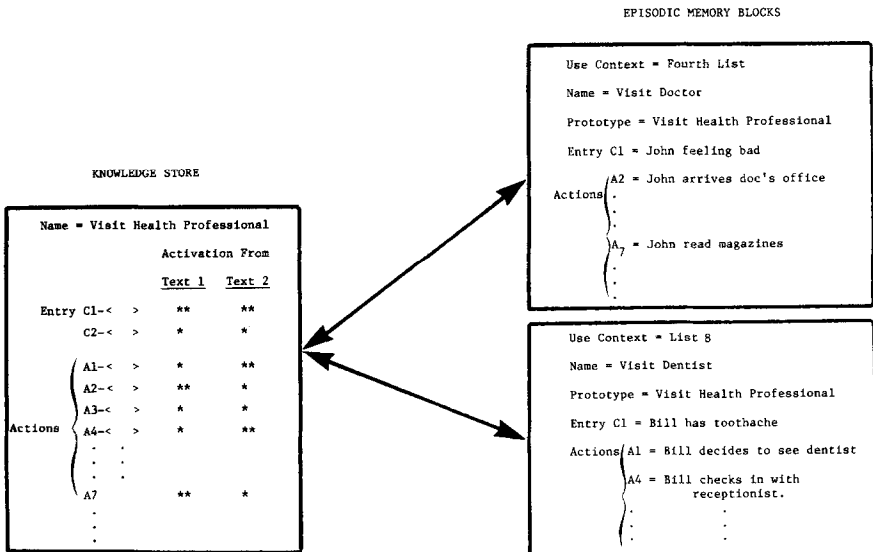 EPISODIC MEMORY BLOCKS
Use Context = Fourth List
Name = Visit Doctor
Prototype = Visit Health Professional
Entry C1 = John feeling bad
Actions
A2 = John arrives doc's office
.
.
.
A7 = John read magazines
.
.
.
KNOWLEDGE STORE
Name = Visit Health Professional
Activation From
Text 1 Text 2
Entry C1-< > ** **
C2-< > * *
Actions
A1-< > * **
A2-< > ** *
A3-< > * *
A4-< > * **
. .
. .
. .
A7 ** *
.
.
.
Use Context = List 8
Name = Visit Dentist
Prototype = Visit Health Professional
Entry C1 = Bill has toothache
Actions A1 = Bill decides to see dentist
A4 = Bill checks in with
receptionist.
. .
. .
. .